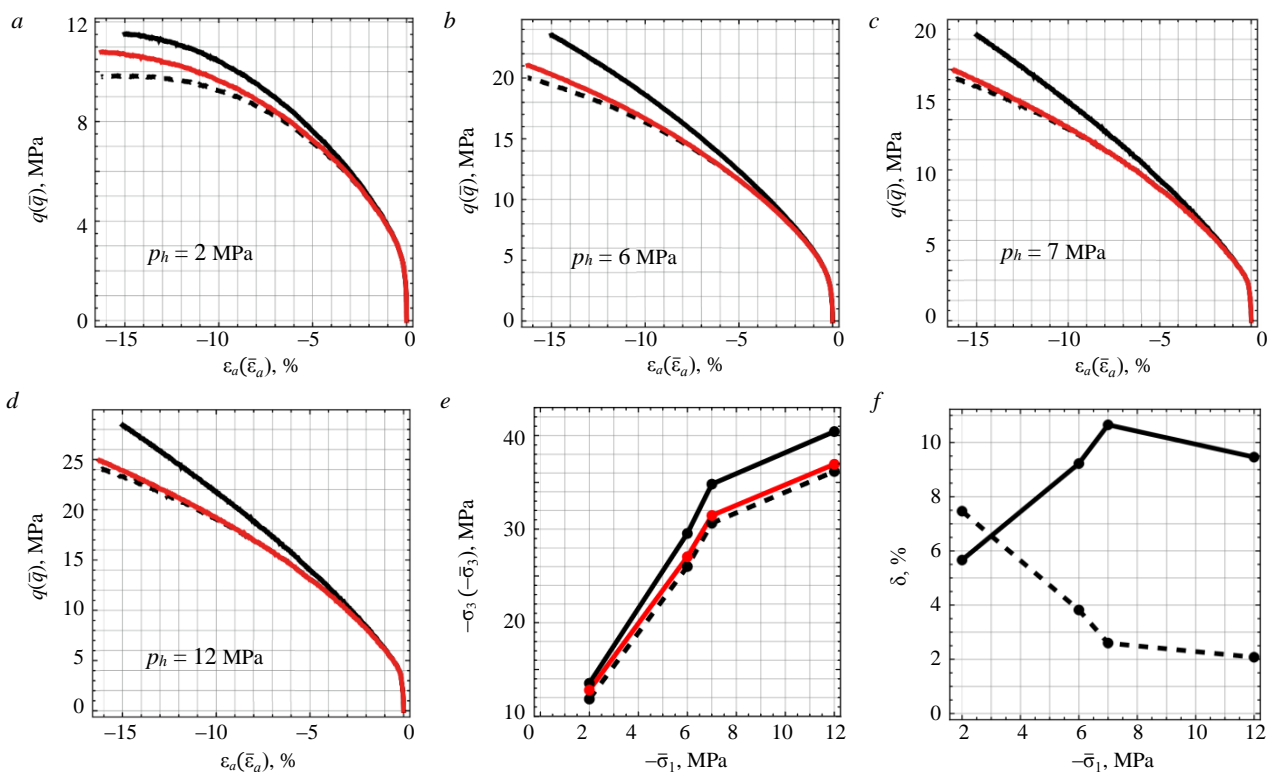 a
12
8
4
0
q(q̄), MPa
p_h = 2 MPa
−15
−10
−5
0
ε_a(ε̄_a), %
b
20
15
10
5
0
q(q̄), MPa
p_h = 6 MPa
−15
−10
−5
0
ε_a(ε̄_a), %
c
20
15
10
5
0
q(q̄), MPa
p_h = 7 MPa
−15
−10
−5
0
ε_a(ε̄_a), %
d
25
20
15
10
5
0
q(q̄), MPa
p_h = 12 MPa
−15
−10
−5
0
ε_a(ε̄_a), %
e
40
30
20
10
−σ_3 (−σ̄_3), MPa
0
2
4
6
8
10
12
−σ̄_1, MPa
f
10
8
6
4
2
0
δ, %
2
4
6
8
10
12
−σ̄_1, MPa